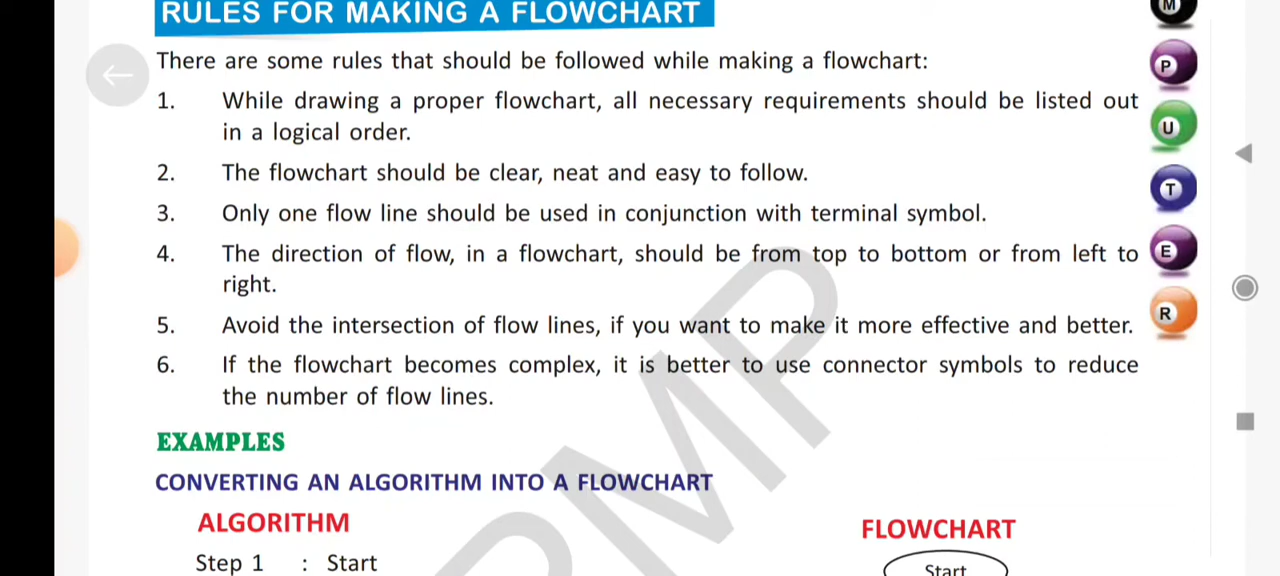 RULES FOR MAKING A FLOWCHART
There are some rules that should be followed while making a flowchart:
1. While drawing a proper flowchart, all necessary requirements should be listed out
in a logical order.
2. The flowchart should be clear, neat and easy to follow.
3. Only one flow line should be used in conjunction with terminal symbol.
4. The direction of flow, in a flowchart, should be from top to bottom or from left to
right.
5. Avoid the intersection of flow lines, if you want to make it more effective and better.
6. If the flowchart becomes complex, it is better to use connector symbols to reduce
the number of flow lines.
EXAMPLES
CONVERTING AN ALGORITHM INTO A FLOWCHART
ALGORITHM
FLOWCHART
Step 1 : Start
Start
M
P
U
T
E
R
PMP